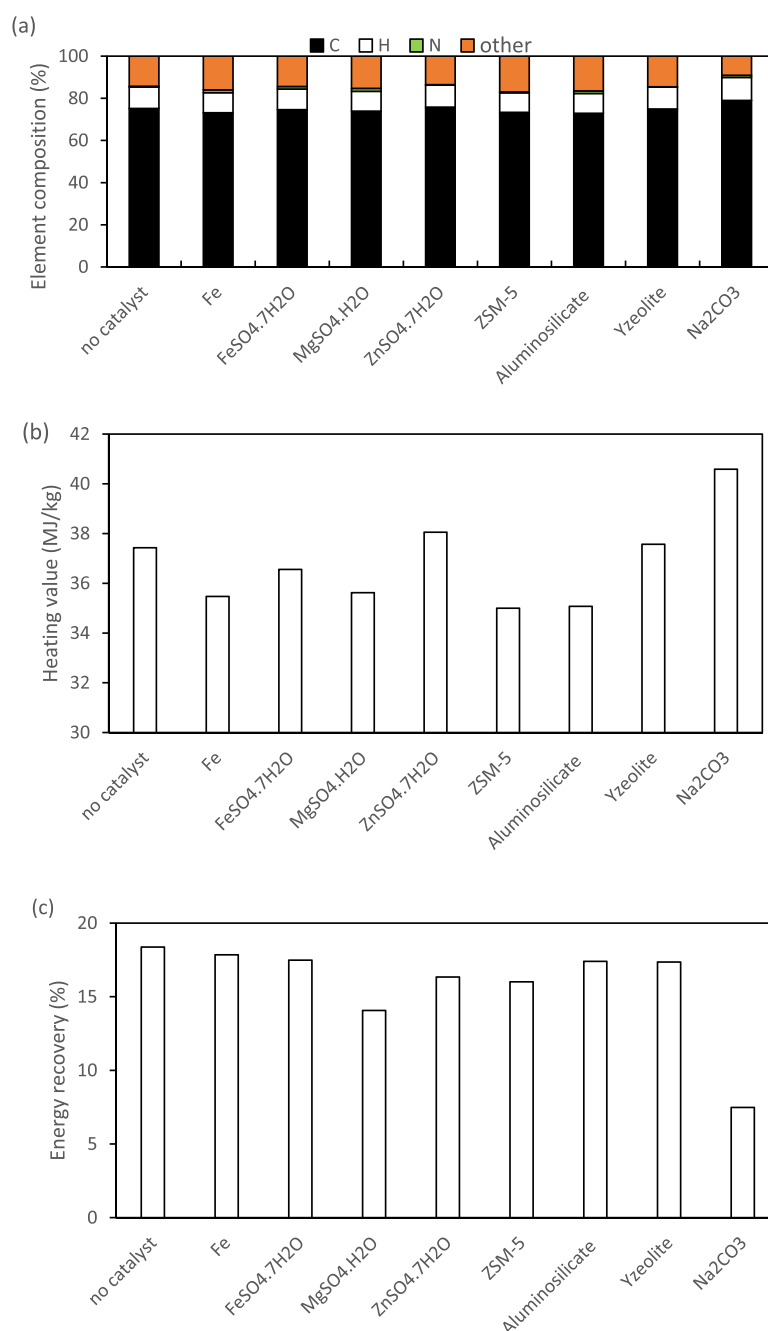 (a)
C H N other
Element composition (%)
100
80
60
40
20
0
no catalyst
Fe
FeSO4.7H2O
MgSO4.H2O
ZnSO4.7H2O
ZSM-5
Aluminosilicate
Yzeolite
Na2CO3
(b)
Heating value (MJ/kg)
42
40
38
36
34
32
30
no catalyst
Fe
FeSO4.7H2O
MgSO4.H2O
ZnSO4.7H2O
ZSM-5
Aluminosilicate
Yzeolite
Na2CO3
(c)
Energy recovery (%)
20
15
10
5
0
no catalyst
Fe
FeSO4.7H2O
MgSO4.H2O
ZnSO4.7H2O
ZSM-5
Aluminosilicate
Yzeolite
Na2CO3